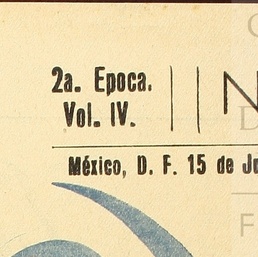 2a. Epoca.
Vol. IV.
México, D. F. 15 de